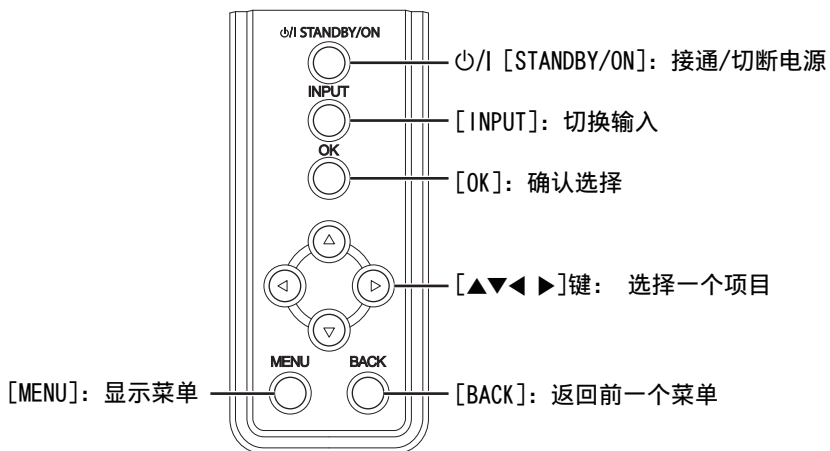 ⏻/I STANDBY/ON
⏻/I [STANDBY/ON]: 接通/切断电源
INPUT
[INPUT]: 切换输入
OK
[OK]: 确认选择
[▲▼◀ ▶]键: 选择一个项目
MENU
BACK
[MENU]: 显示菜单
[BACK]: 返回前一个菜单